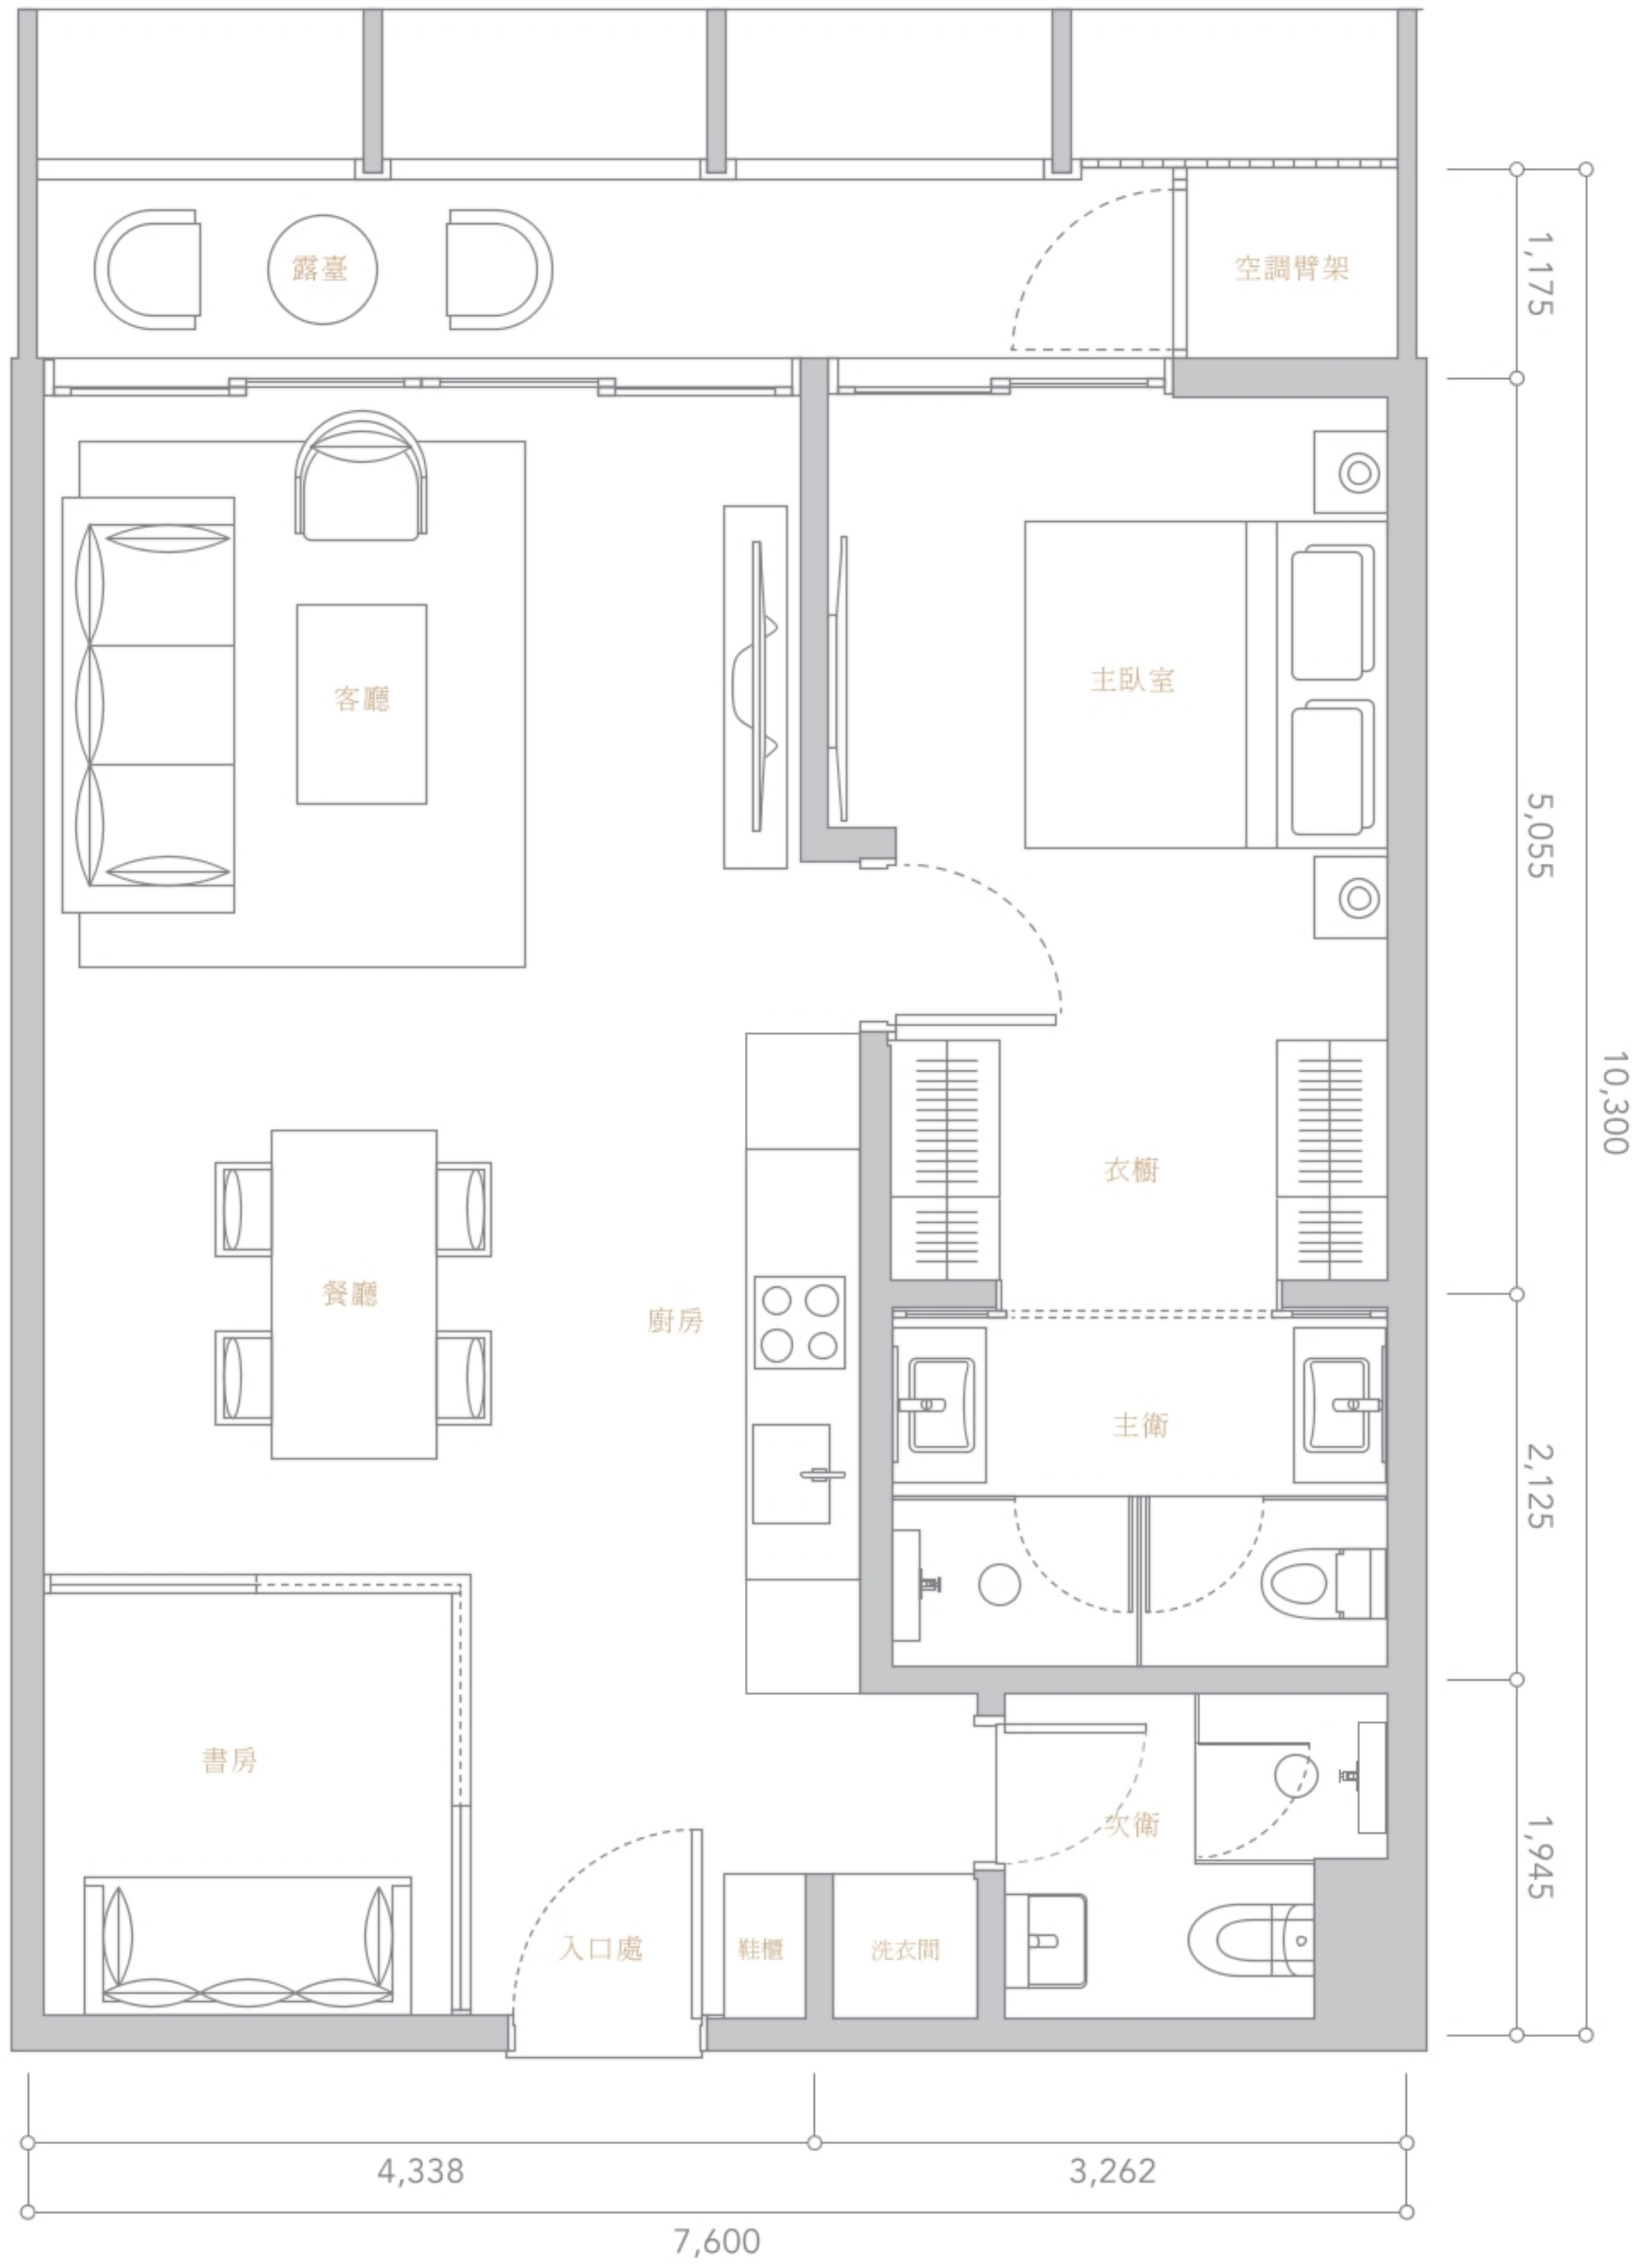 露臺
空調臂架
1,175
客廳
主臥室
5,055
10,300
衣櫥
餐廳
廚房
主衛
2,125
書房
次衛
1,945
入口處
鞋櫃
洗衣間
4,338
3,262
7,600